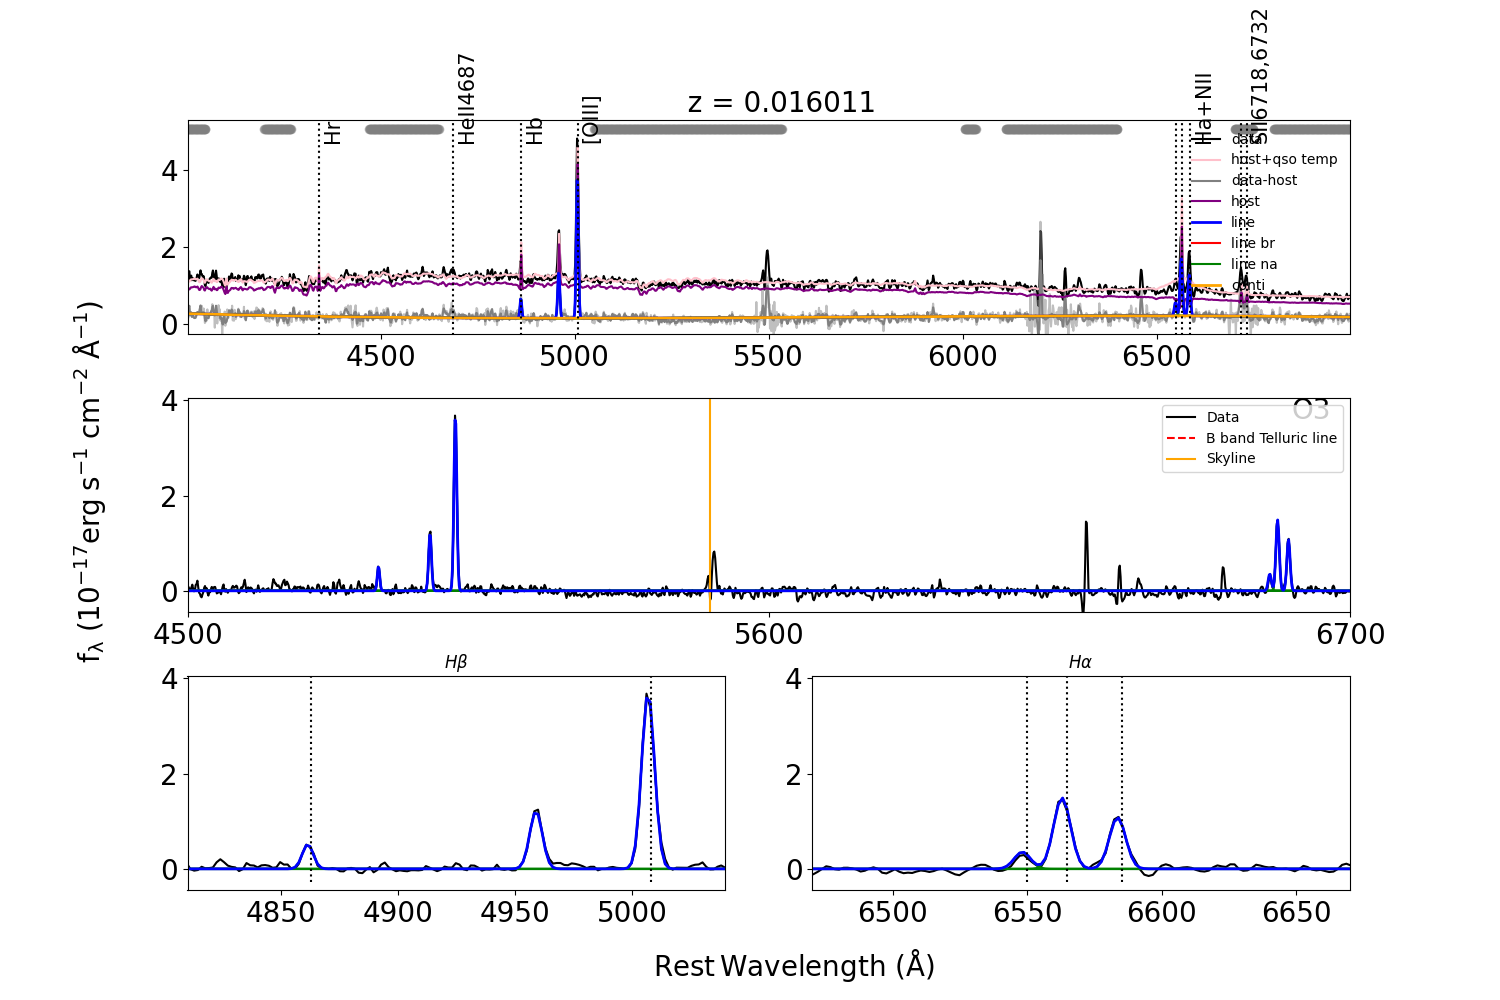 z = 0.016011
Hr
HeII4687
Hb
[OIII]
Ha+NII
SII6718,6732
data
host+qso temp
data-host
host
line
line br
line na
conti
4
2
0
4500
5000
5500
6000
6500
O3
Data
B band Telluric line
Skyline
4
2
0
4500
5600
6700
Hβ
4
2
0
4850
4900
4950
5000
Hα
4
2
0
6500
6550
6600
6650
fλ (10⁻¹⁷erg s⁻¹ cm⁻² Å⁻¹)
Rest Wavelength (Å)